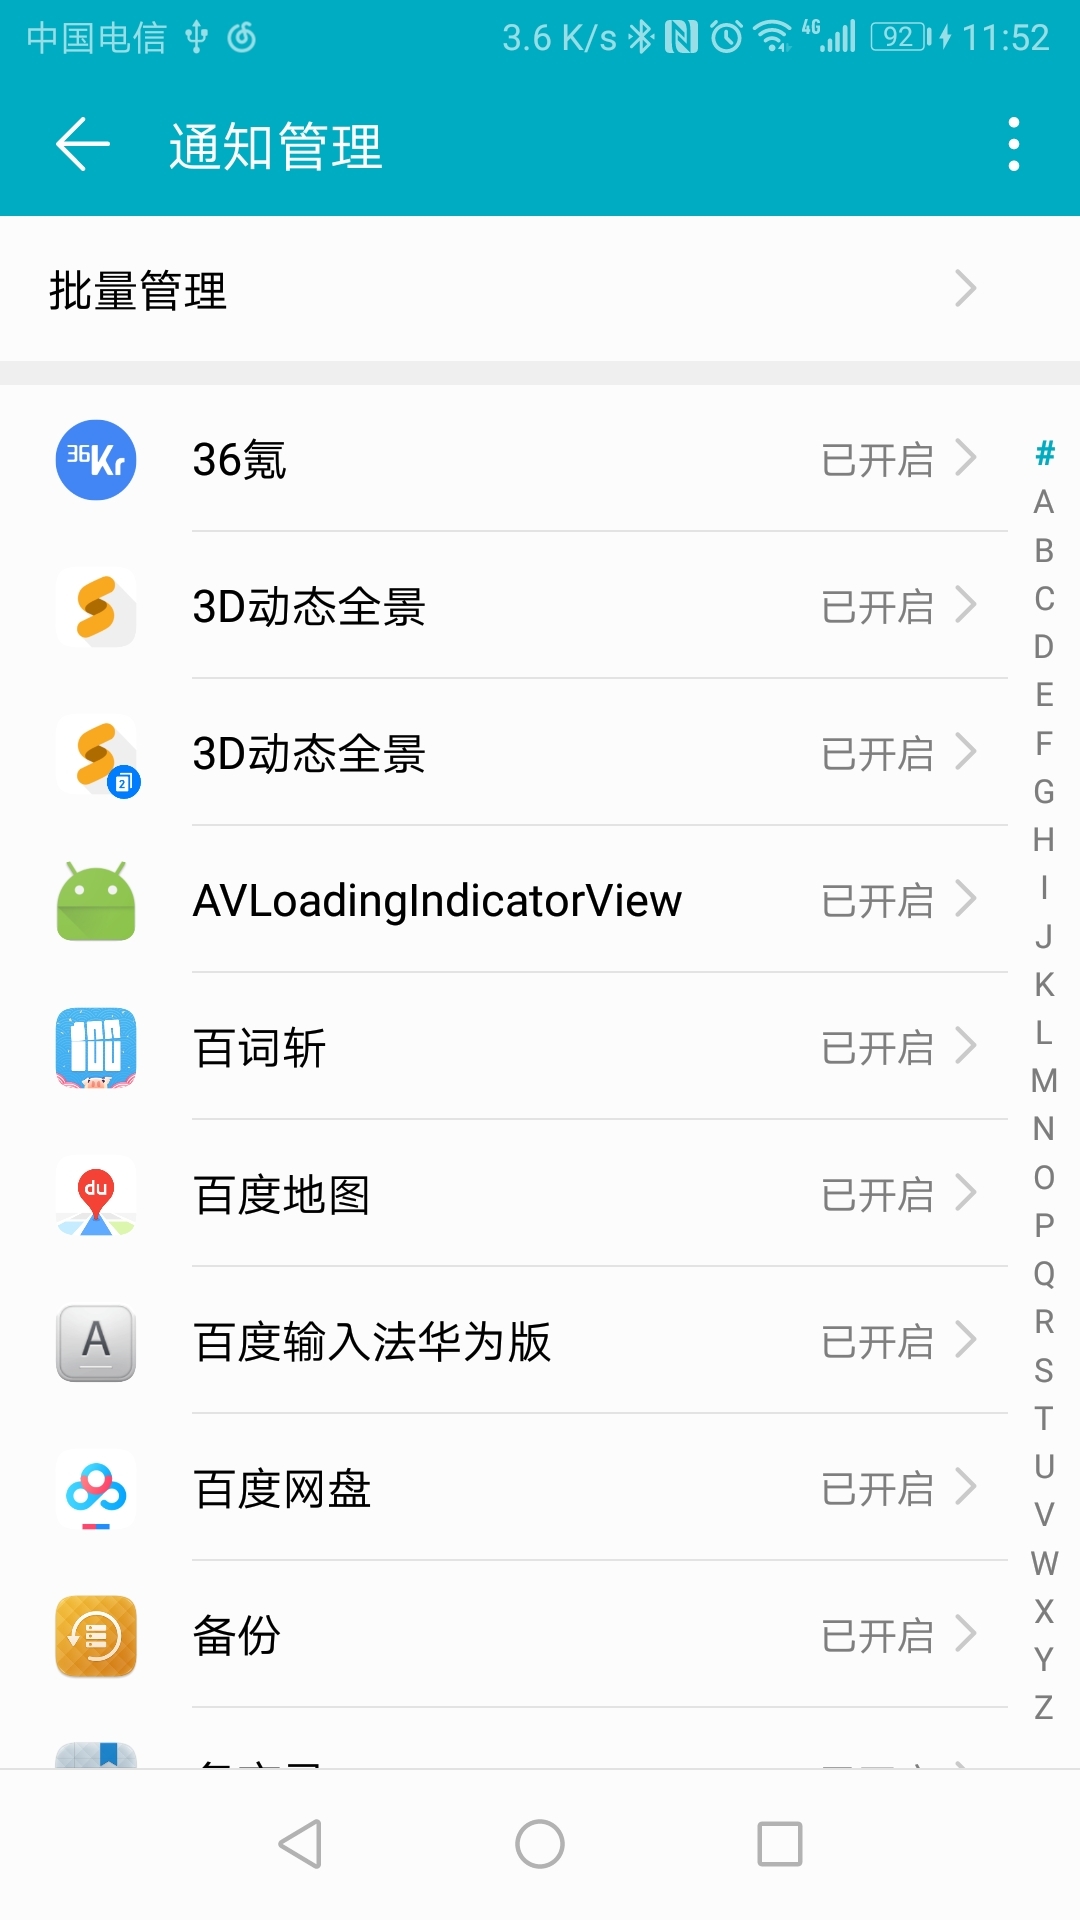 中国电信 3.6 K/s 4G 92 11:52
通知管理
批量管理
36Kr 36氪 已开启
3D动态全景 已开启
2 3D动态全景 已开启
AVLoadingIndicatorView 已开启
百词斩 已开启
du 百度地图 已开启
A 百度输入法华为版 已开启
百度网盘 已开启
备份 已开启
#
A
B
C
D
E
F
G
H
I
J
K
L
M
N
O
P
Q
R
S
T
U
V
W
X
Y
Z